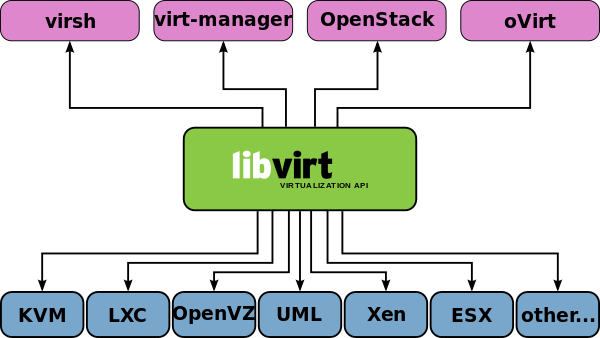 virsh
virt-manager
OpenStack
oVirt
libvirt
VIRTUALIZATION API
KVM
LXC
OpenVZ
UML
Xen
ESX
other...